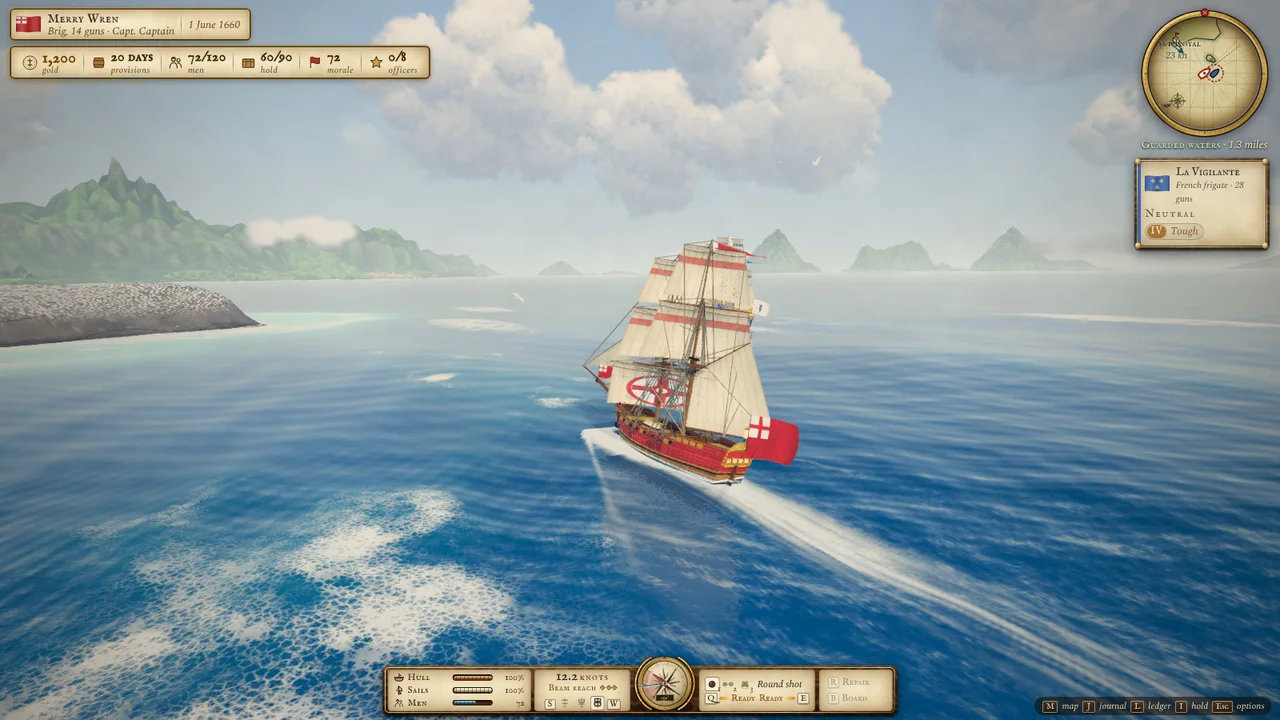 Merry Wren
Brig, 14 guns · Capt. Captain
1 June 1660
1,200
gold
20 days
provisions
72/120
men
60/90
hold
72
morale
0/8
officers
23 kn
Guarded waters · 1.3 miles
La Vigilante
French frigate · 28
guns
Neutral
IV Tough
Hull 100%
Sails 100%
Men 72
12.2 knots
Beam reach
S W
2 3 Round shot
Q Ready Ready E
R Repair
B Board
M map J journal L ledger I hold Esc options